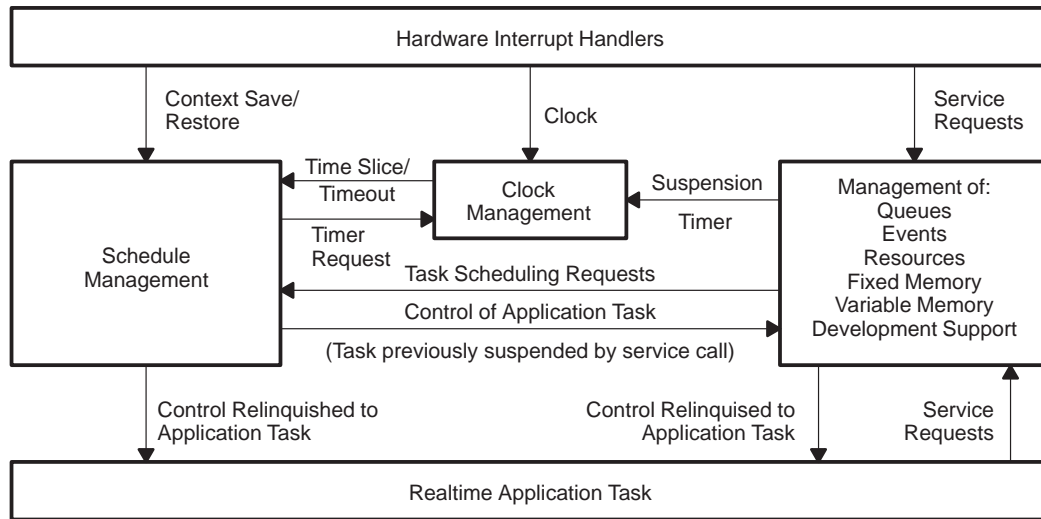 Hardware Interrupt Handlers
Context Save/
Restore
Clock
Service
Requests
Time Slice/
Timeout
Clock
Management
Suspension
Timer
Management of:
Queues
Events
Resources
Fixed Memory
Variable Memory
Development Support
Schedule
Management
Timer
Request
Task Scheduling Requests
Control of Application Task
(Task previously suspended by service call)
Control Relinquished to
Application Task
Control Relinquised to
Application Task
Service
Requests
Realtime Application Task